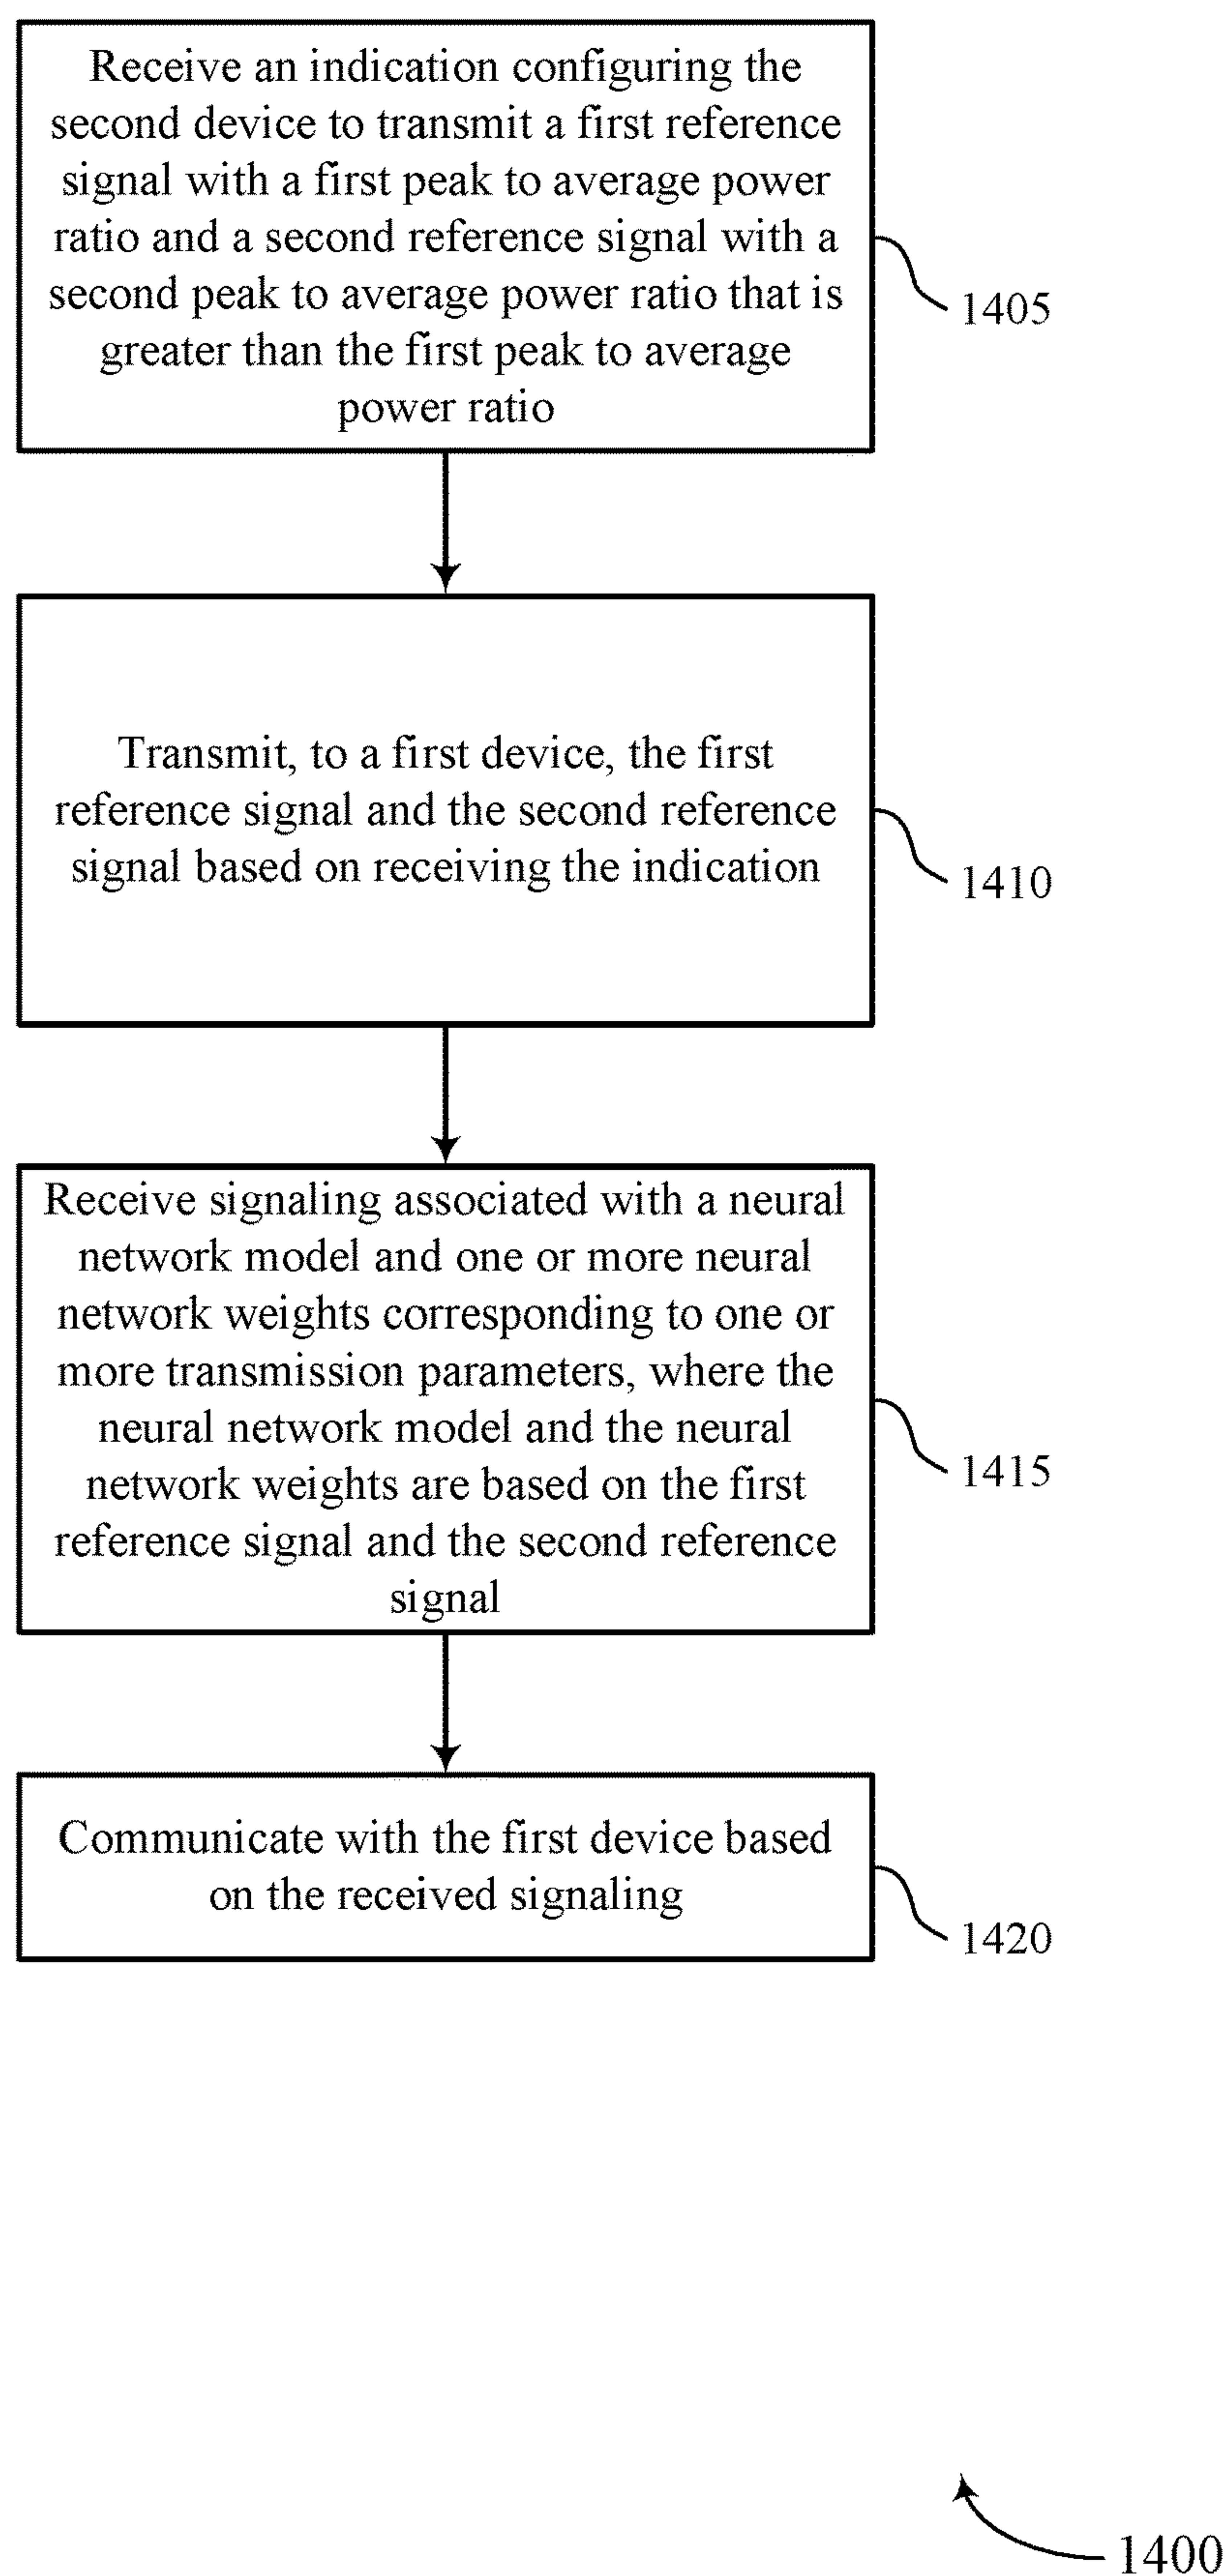 Receive an indication configuring the
second device to transmit a first reference
signal with a first peak to average power
ratio and a second reference signal with a
second peak to average power ratio that is
greater than the first peak to average
power ratio
1405
Transmit, to a first device, the first
reference signal and the second reference
signal based on receiving the indication
1410
Receive signaling associated with a neural
network model and one or more neural
network weights corresponding to one or
more transmission parameters, where the
neural network model and the neural
network weights are based on the first
reference signal and the second reference
signal
1415
Communicate with the first device based
on the received signaling
1420
1400